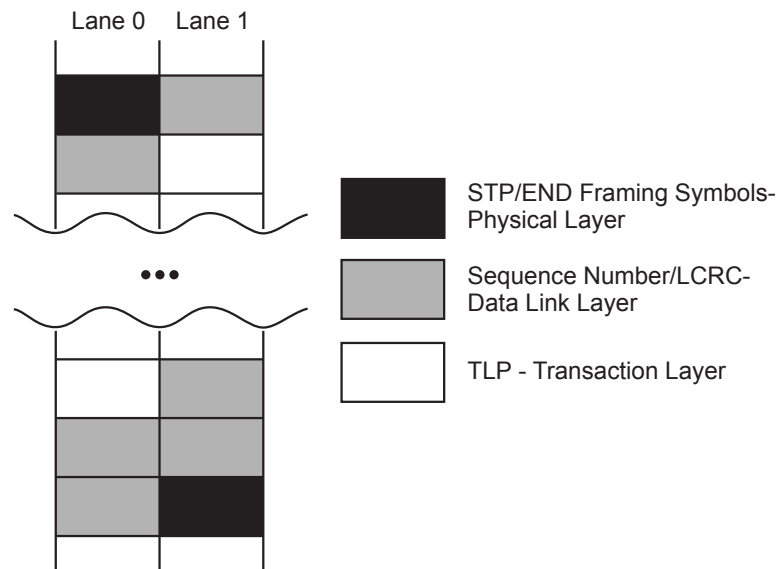 Lane 0 Lane 1
STP/END Framing Symbols-
Physical Layer
Sequence Number/LCRC-
Data Link Layer
TLP - Transaction Layer